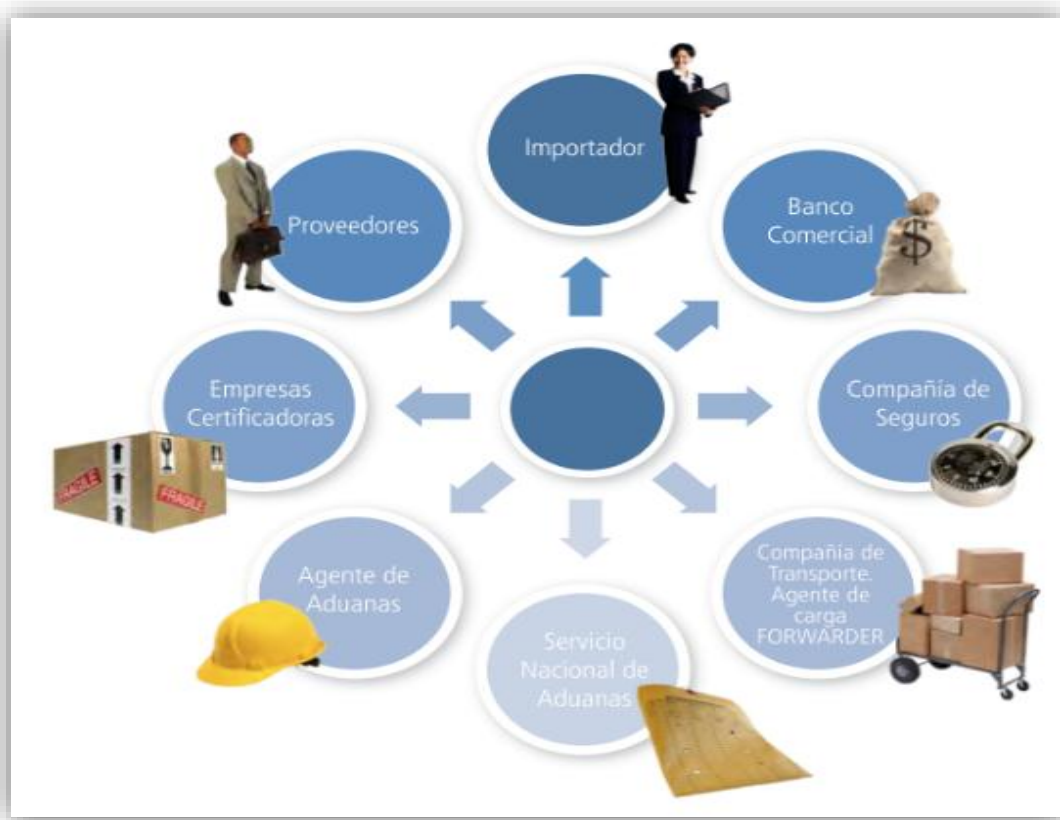 Importador
Banco
Comercial
Compañía de
Seguros
Compañia de
Transporte.
Agente de
carga
FORWARDER
Servicio
Nacional de
Aduanas
Agente de
Aduanas
Empresas
Certificadoras
Proveedores
$
FRAGILE
FRAGILE